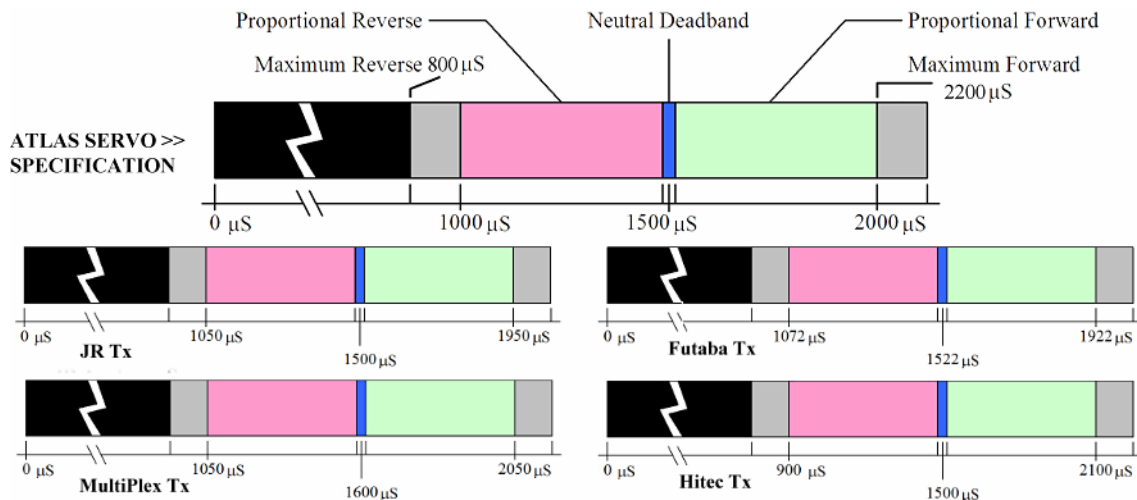 Proportional Reverse
Neutral Deadband
Proportional Forward
Maximum Reverse 800 µS
Maximum Forward
2200 µS
ATLAS SERVO >>
SPECIFICATION
0 µS
1000 µS
1500 µS
2000 µS
0 µS
1050 µS
1950 µS
JR Tx
1500 µS
0 µS
1072 µS
1922 µS
Futaba Tx
1522 µS
0 µS
1050 µS
2050 µS
MultiPlex Tx
1600 µS
0 µS
900 µS
2100 µS
Hitec Tx
1500 µS